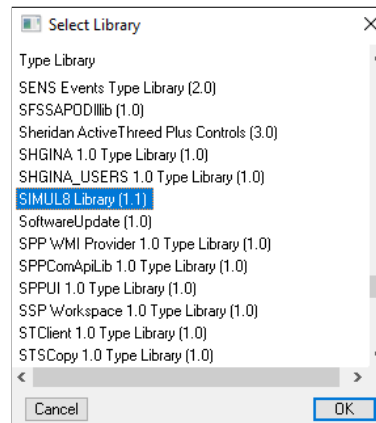 Select Library
Type Library
SENS Events Type Library (2.0)
SFSSAPODIllib (1.0)
Sheridan ActiveThreed Plus Controls (3.0)
SHGINA 1.0 Type Library (1.0)
SHGINA_USERS 1.0 Type Library (1.0)
SIMUL8 Library (1.1)
SoftwareUpdate (1.0)
SPP WMI Provider 1.0 Type Library (1.0)
SPPComApiLib 1.0 Type Library (1.0)
SPPUI 1.0 Type Library (1.0)
SSP Workspace 1.0 Type Library (1.0)
STClient 1.0 Type Library (1.0)
STSCopy 1.0 Type Library (1.0)
Cancel OK